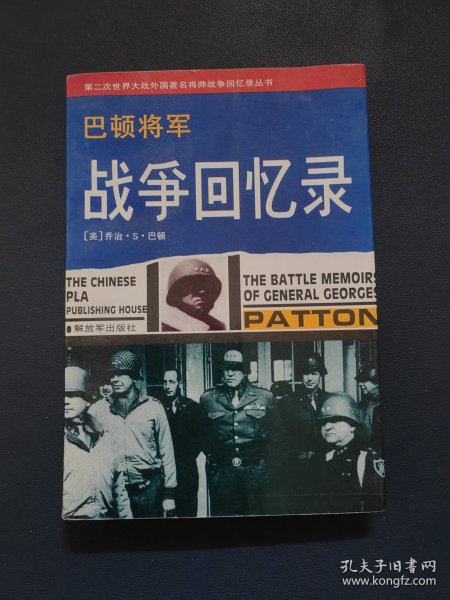 第二次世界大战外国著名将帅战争回忆录丛书
巴顿将军
战争回忆录
[美]乔治·S·巴顿
THE CHINESE
PLA
PUBLISHING HOUSE
●解放军出版社
THE BATTLE MEMOIRS
OF GENERAL GEORGES
PATTON
孔夫子旧书网
www.kongfz.com